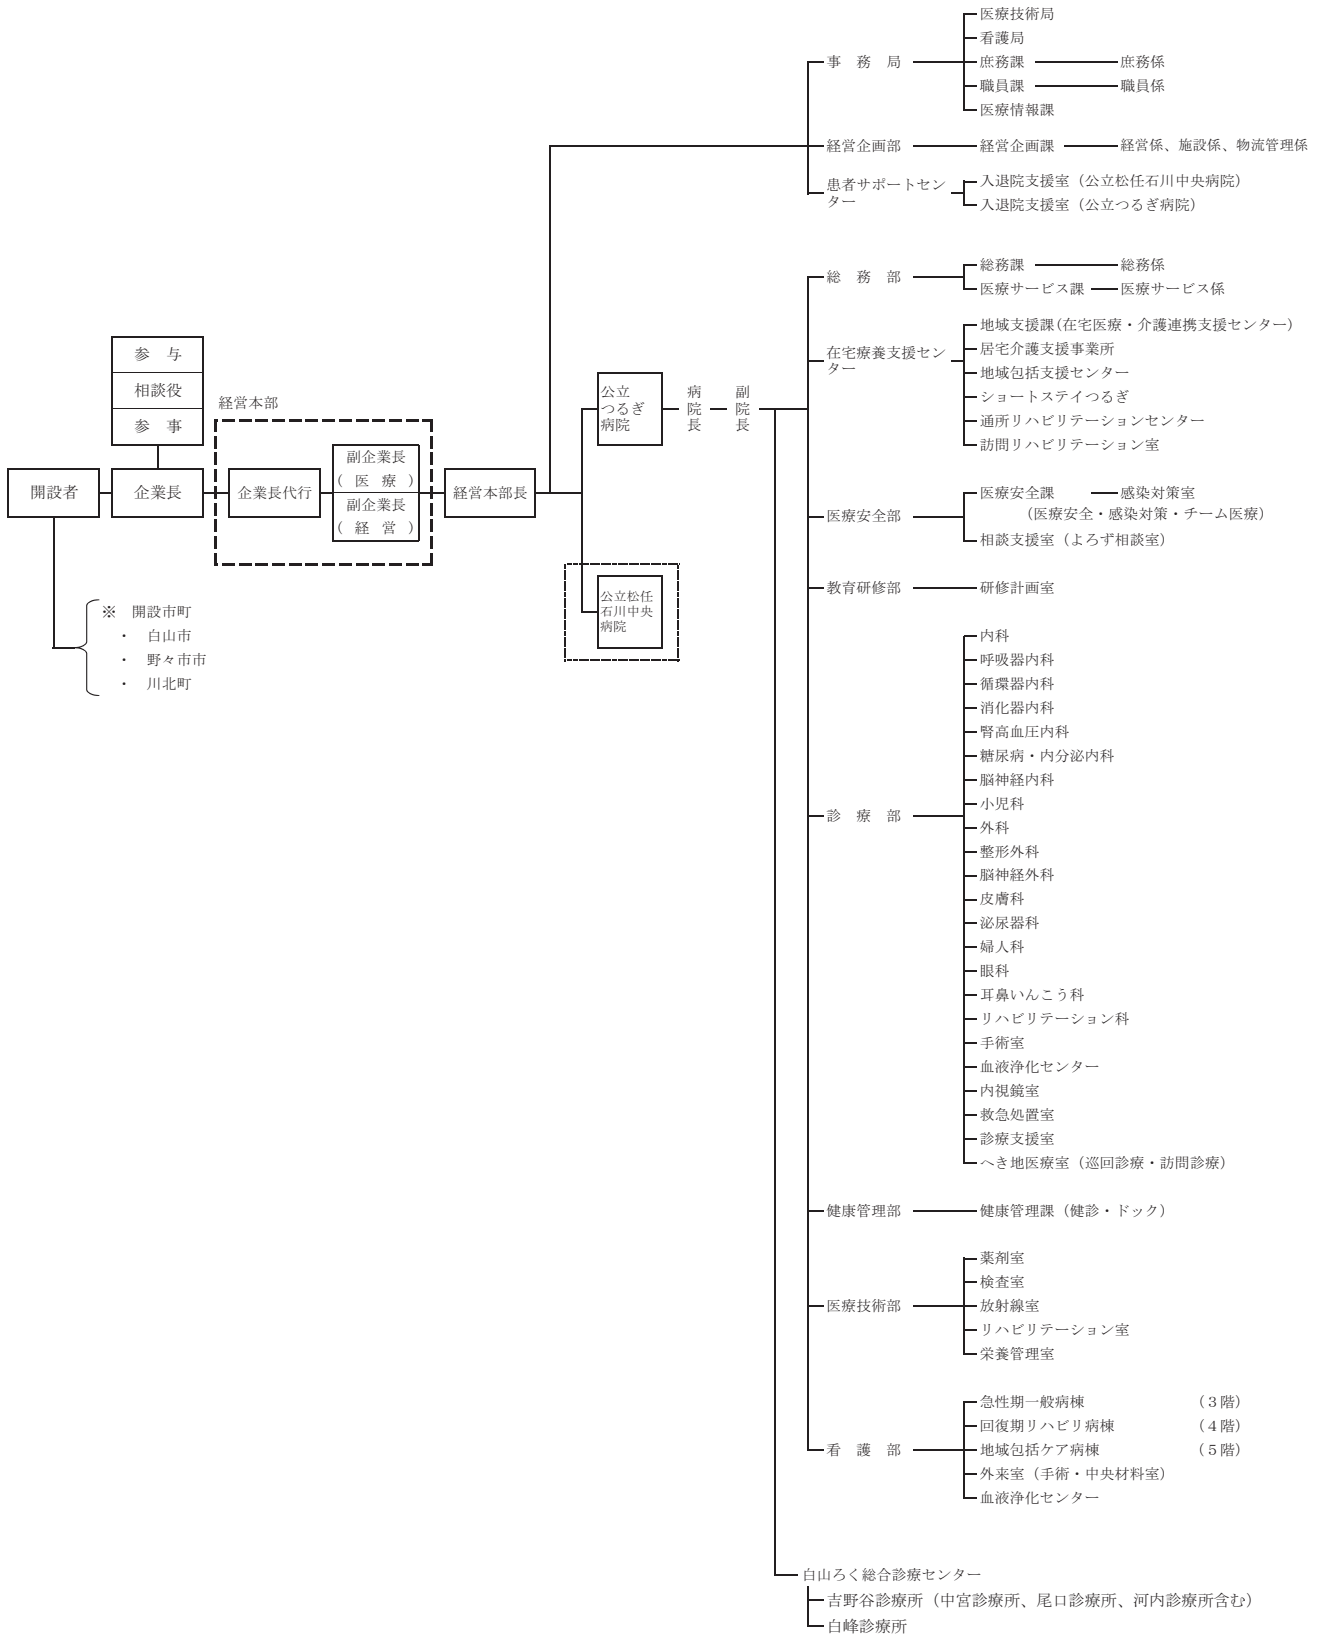 医療技術局
看護局
事　務　局
庶務課
庶務係
職員課
職員係
医療情報課
経営企画部
経営企画課
経営係、施設係、物流管理係
患者サポートセン
ター
入退院支援室（公立松任石川中央病院）
入退院支援室（公立つるぎ病院）
総　務　部
総務課
総務係
医療サービス課
医療サービス係
在宅療養支援セン
ター
地域支援課(在宅医療・介護連携支援センター)
居宅介護支援事業所
地域包括支援センター
ショートステイつるぎ
通所リハビリテーションセンター
訪問リハビリテーション室
参　与
相談役
参　事
経営本部
開設者
企業長
企業長代行
副企業長
(　医　療　)
副企業長
(　経　営　)
経営本部長
公立
つるぎ
病院
病院長
副院長
公立松任
石川中央
病院
※　開設市町
・　白山市
・　野々市市
・　川北町
医療安全部
医療安全課
感染対策室
（医療安全・感染対策・チーム医療）
相談支援室（よろず相談室）
教育研修部
研修計画室
診　療　部
内科
呼吸器内科
循環器内科
消化器内科
腎高血圧内科
糖尿病・内分泌内科
脳神経内科
小児科
外科
整形外科
脳神経外科
皮膚科
泌尿器科
婦人科
眼科
耳鼻いんこう科
リハビリテーション科
手術室
血液浄化センター
内視鏡室
救急処置室
診療支援室
へき地医療室（巡回診療・訪問診療）
健康管理部
健康管理課（健診・ドック）
医療技術部
薬剤室
検査室
放射線室
リハビリテーション室
栄養管理室
看　護　部
急性期一般病棟　（３階）
回復期リハビリ病棟　（４階）
地域包括ケア病棟　（５階）
外来室（手術・中央材料室）
血液浄化センター
白山ろく総合診療センター
吉野谷診療所（中宮診療所、尾口診療所、河内診療所含む）
白峰診療所